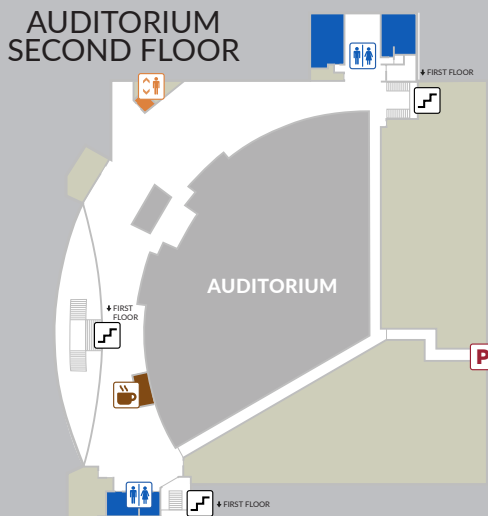 AUDITORIUM
SECOND FLOOR
FIRST FLOOR
AUDITORIUM
FIRST
FLOOR
P
FIRST FLOOR